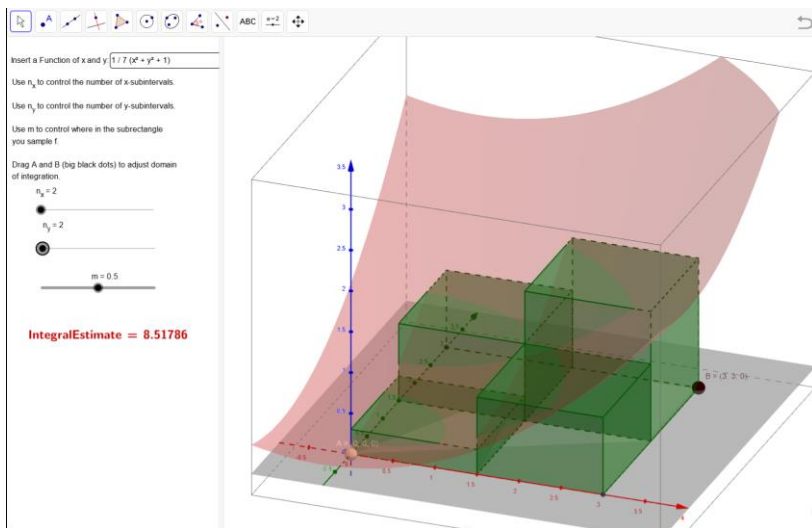 ABC
a=2
Insert a Function of x and y: 1 / 7 (x² + y² + 1)
Use nₓ to control the number of x-subintervals.
Use n_y to control the number of y-subintervals.
Use m to control where in the subrectangle
you sample f.
Drag A and B (big black dots) to adjust domain
of integration.
nₓ = 2
n_y = 2
m = 0.5
IntegralEstimate = 8.51786
3.5
3
2.5
2
1.5
1
0.5
B = (3, 3, 0)
0.5
1
1.5
2
2.5
3
3.5